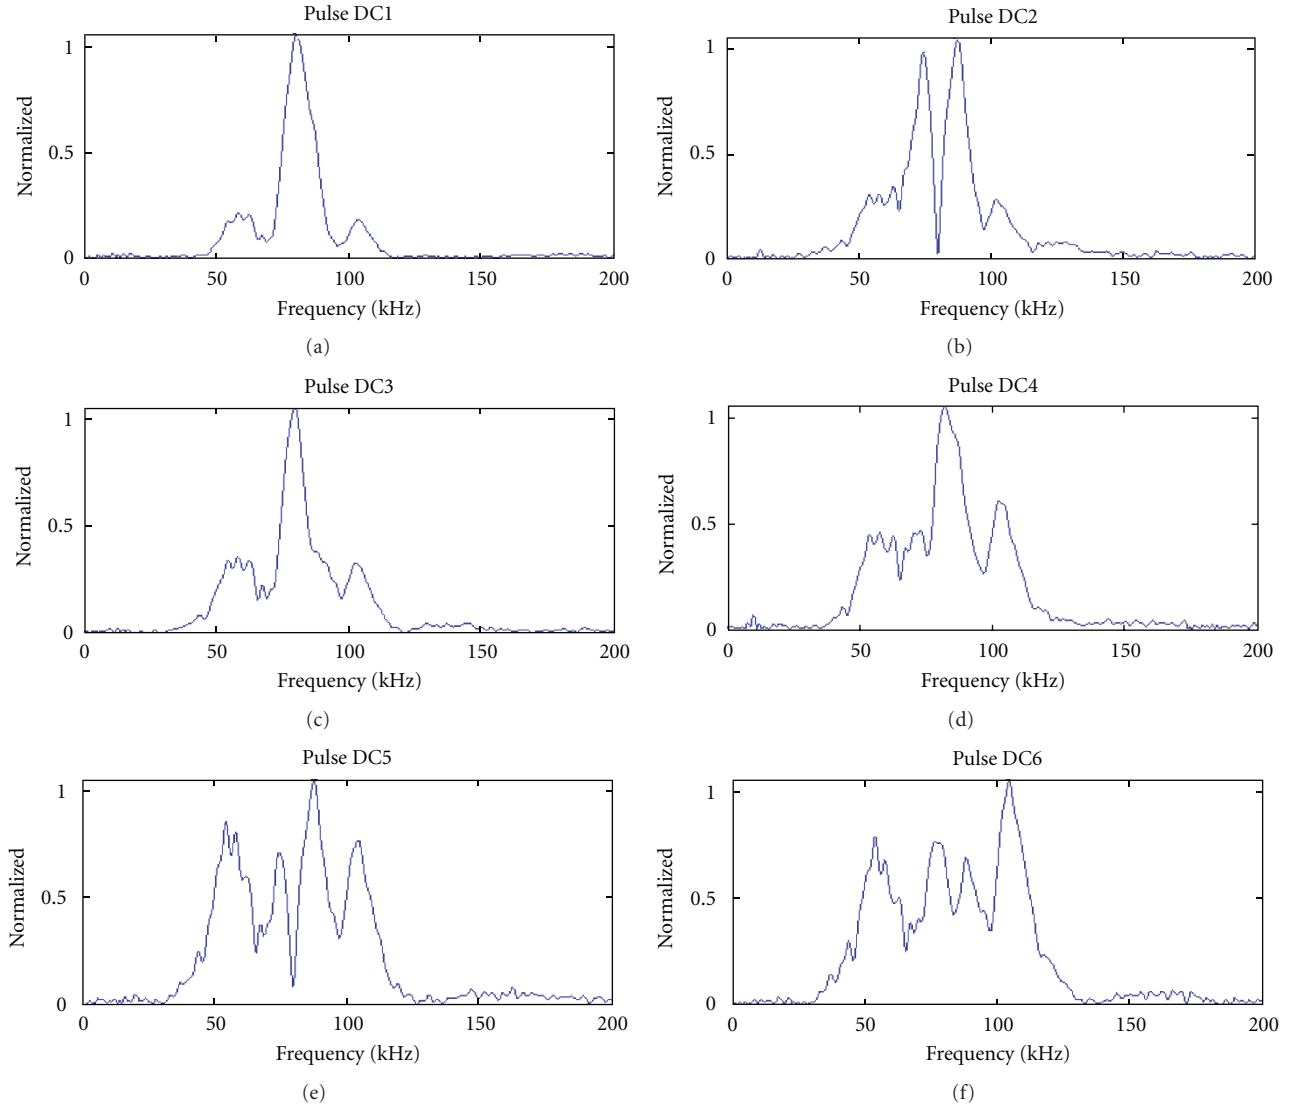 Pulse DC1
Normalized
1
0.5
0
0 50 100 150 200
Frequency (kHz)
(a)
Pulse DC2
Normalized
1
0.5
0
0 50 100 150 200
Frequency (kHz)
(b)
Pulse DC3
Normalized
1
0.5
0
0 50 100 150 200
Frequency (kHz)
(c)
Pulse DC4
Normalized
1
0.5
0
0 50 100 150 200
Frequency (kHz)
(d)
Pulse DC5
Normalized
1
0.5
0
0 50 100 150 200
Frequency (kHz)
(e)
Pulse DC6
Normalized
1
0.5
0
0 50 100 150 200
Frequency (kHz)
(f)